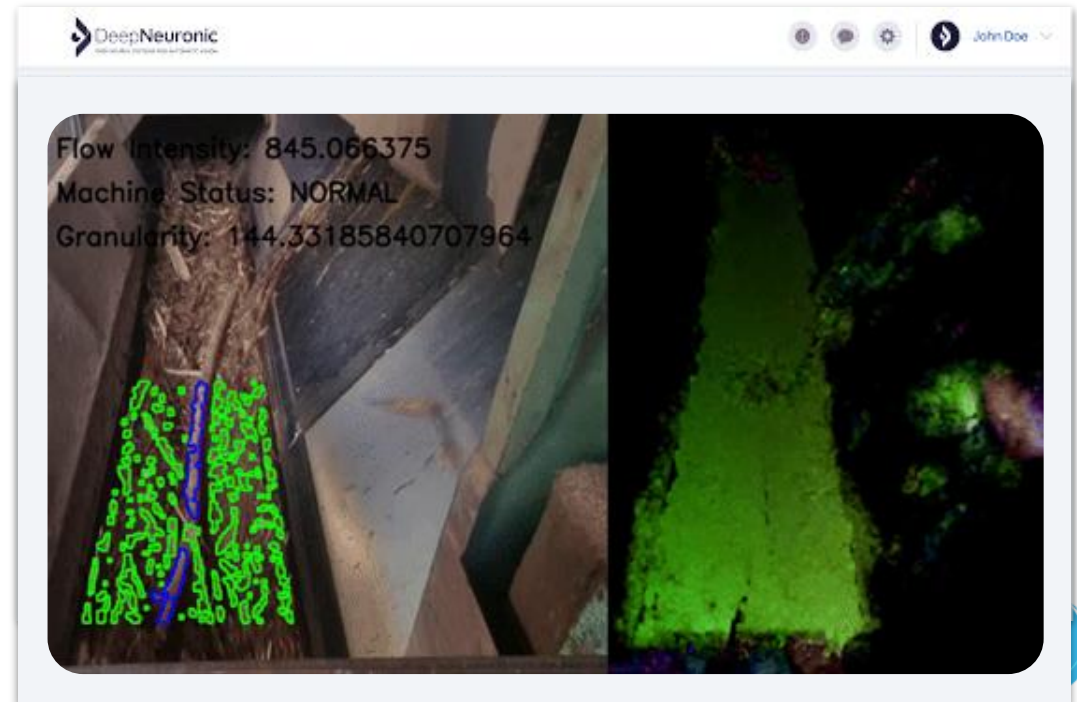 DeepNeuronic
John Doe
Flow Intensity: 845.066375
Machine Status: NORMAL
Granularity: 144.33185840707964